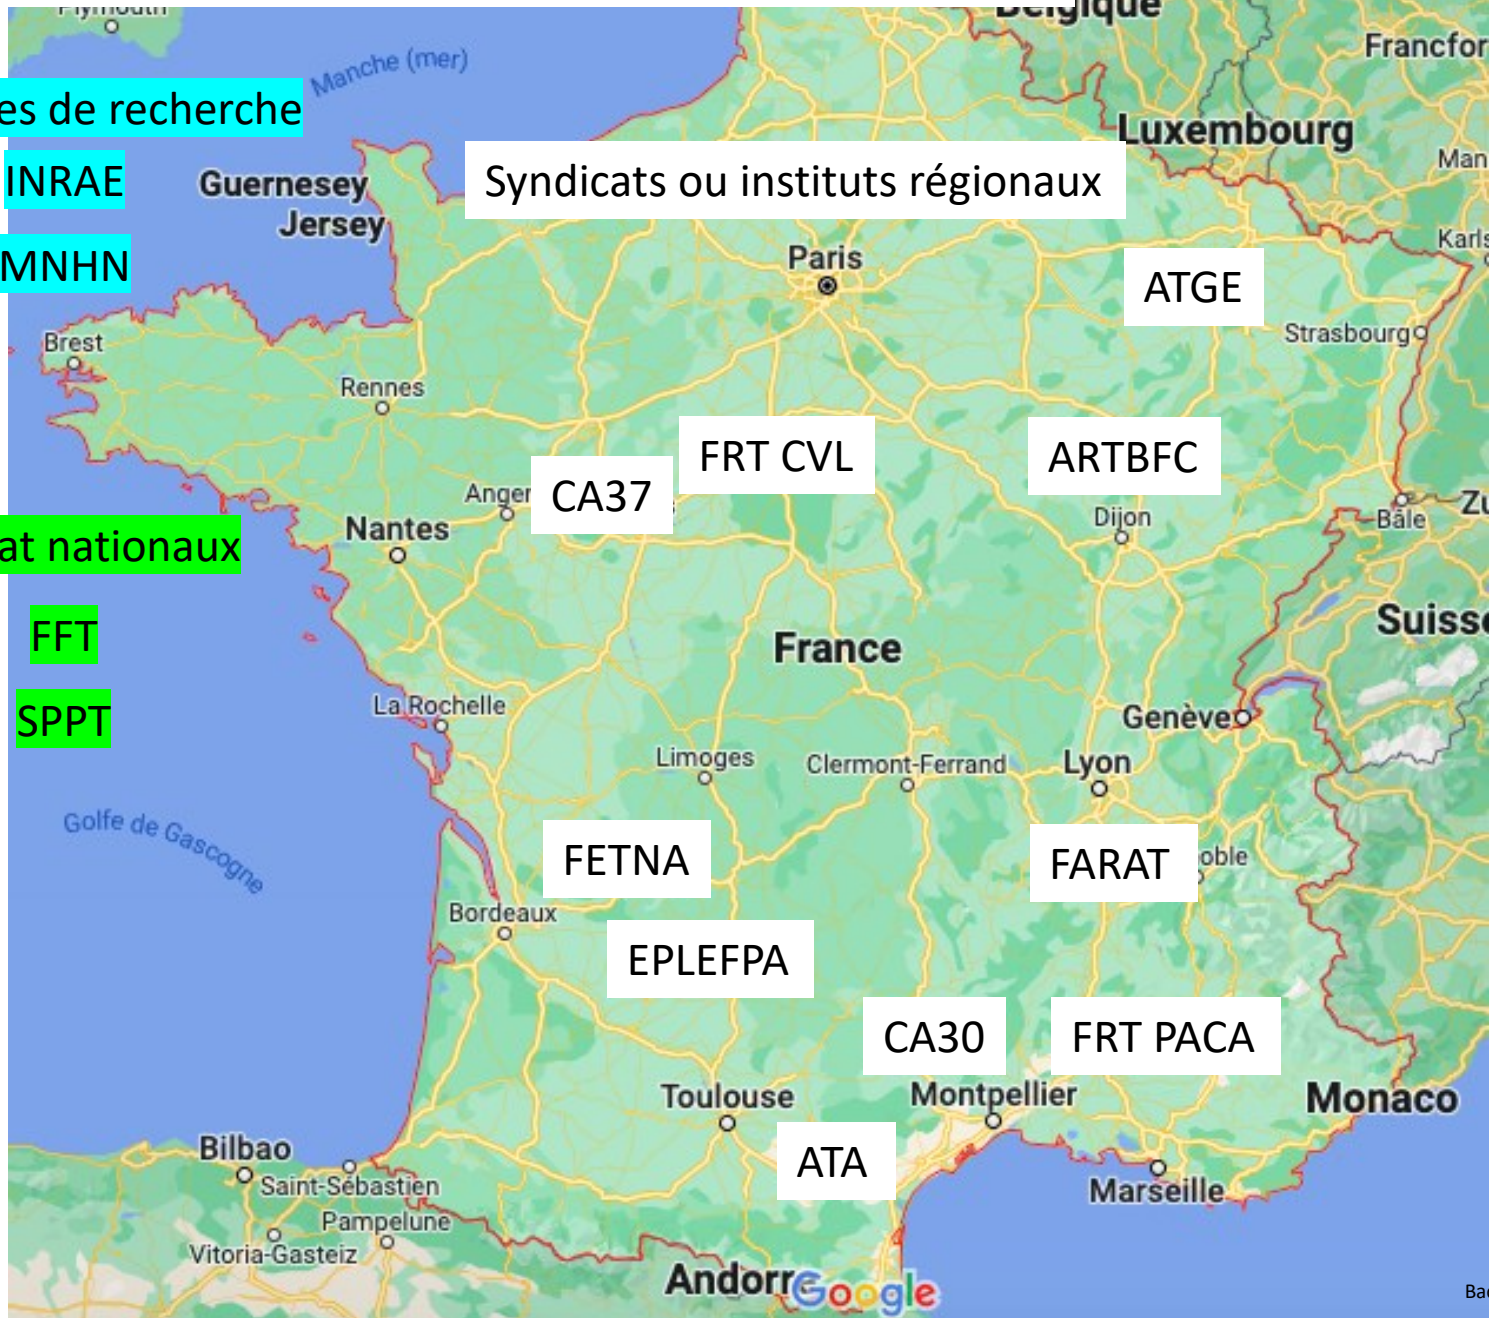 Plymouth
Belgique
Manche (mer)
es de recherche
INRAE
MNHN
Guernesey
Jersey
Syndicats ou instituts régionaux
Luxembourg
Paris
ATGE
Strasbourg
Brest
Rennes
FRT CVL
ARTBFC
CA37
Dijon
Bâle
Nantes
at nationaux
FFT
SPPT
France
La Rochelle
Genève
Limoges
Clermont-Ferrand
Lyon
Golfe de Gascogne
FETNA
FARAT
Bordeaux
EPLEFPA
CA30
FRT PACA
Toulouse
Montpellier
Monaco
Bilbao
Saint-Sébastien
ATA
Marseille
Pampelune
Vitoria-Gasteiz
Google